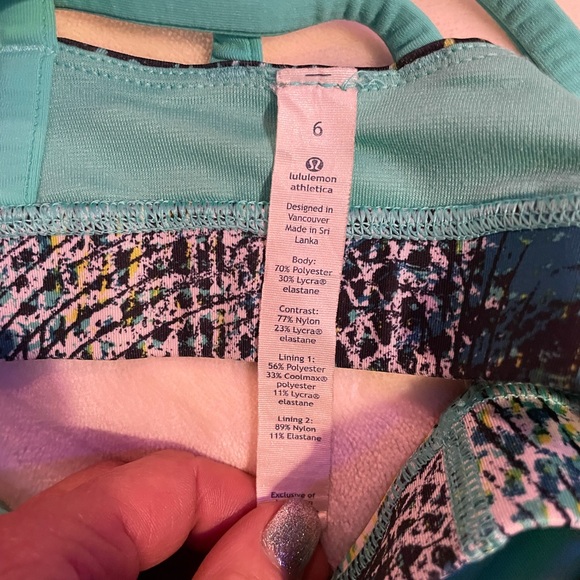 6
lululemon
athletica
Designed in
Vancouver
Made in Sri
Lanka
Body:
70% Polyester
30% Lycra®
elastane
Contrast:
77% Nylon
23% Lycra®
elastane
Lining 1:
56% Polyester
33% Coolmax®
polyester
11% Lycra®
elastane
Lining 2:
89% Nylon
11% Elastane
Exclusive of